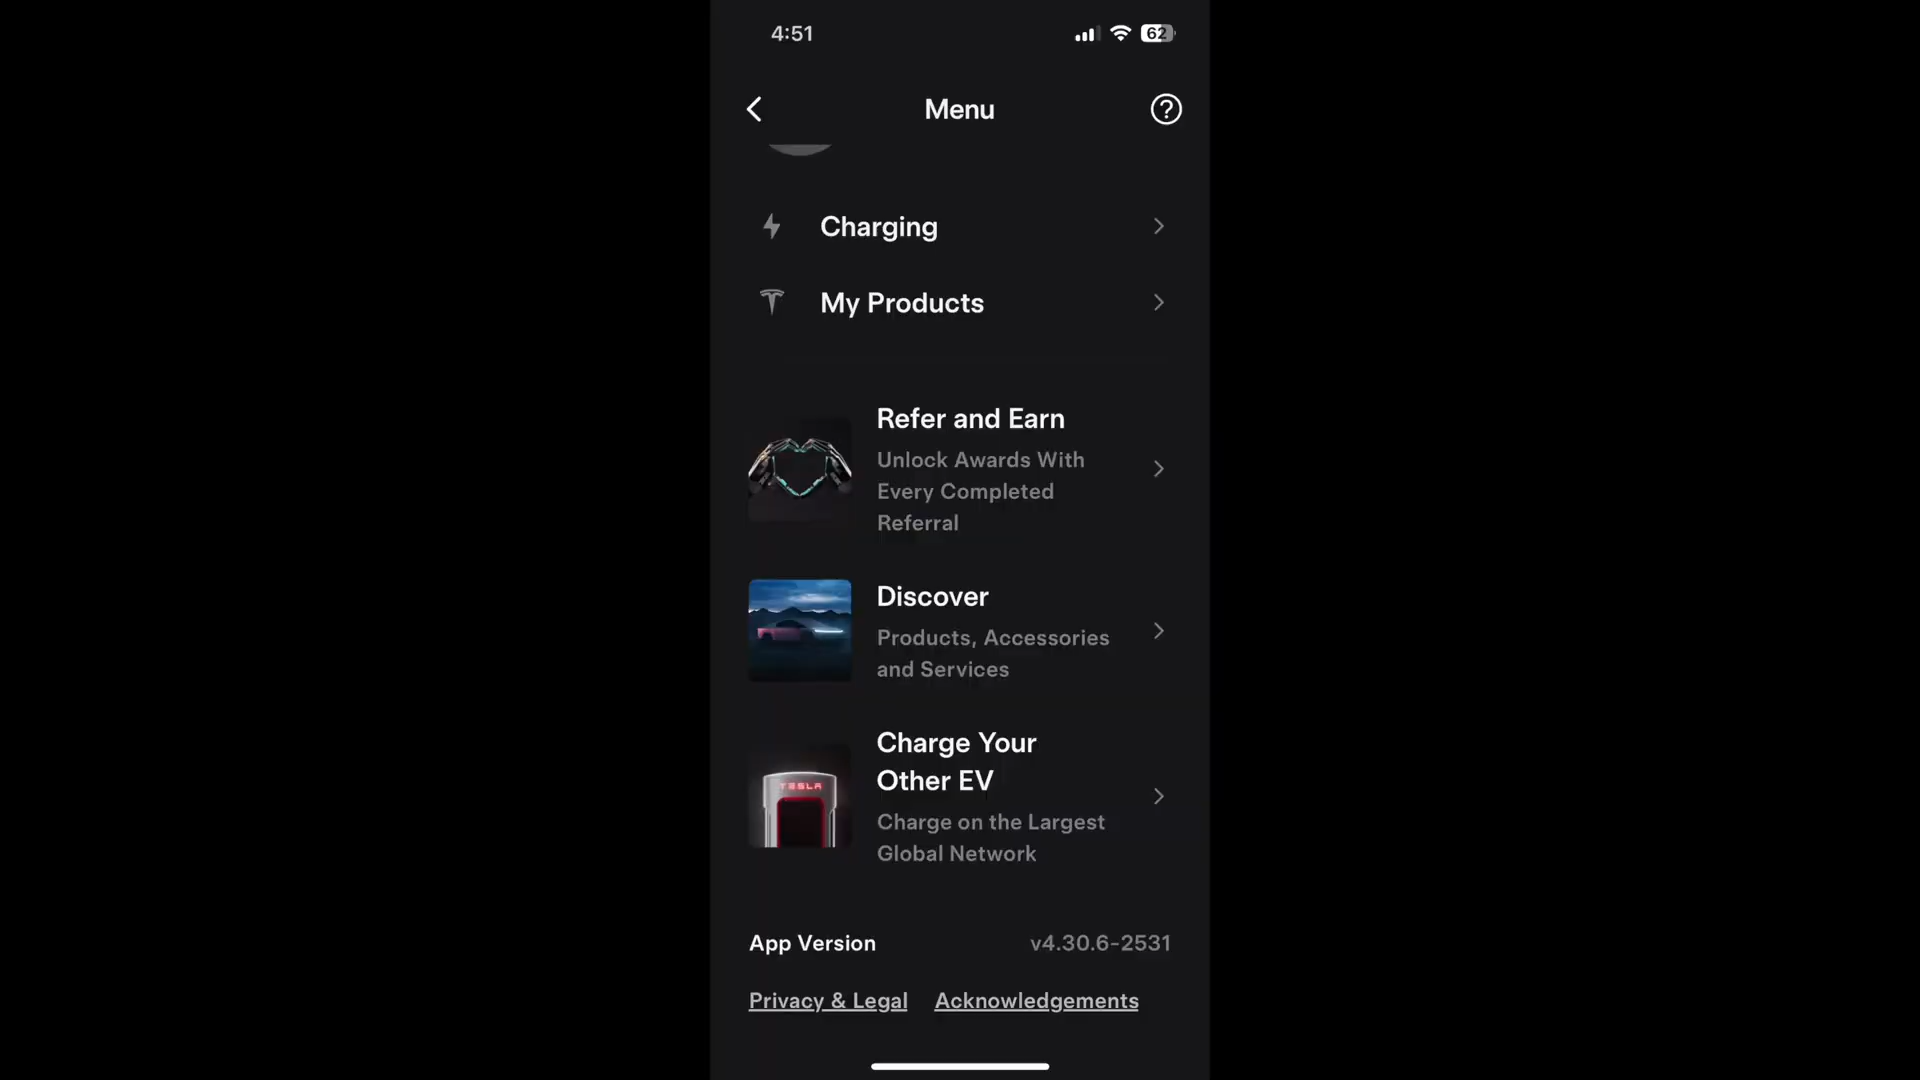 4:51
62
Menu
Charging
My Products
Refer and Earn
Unlock Awards With
Every Completed
Referral
Discover
Products, Accessories
and Services
Charge Your
Other EV
TESLA
Charge on the Largest
Global Network
App Version v4.30.6-2531
Privacy & Legal Acknowledgements